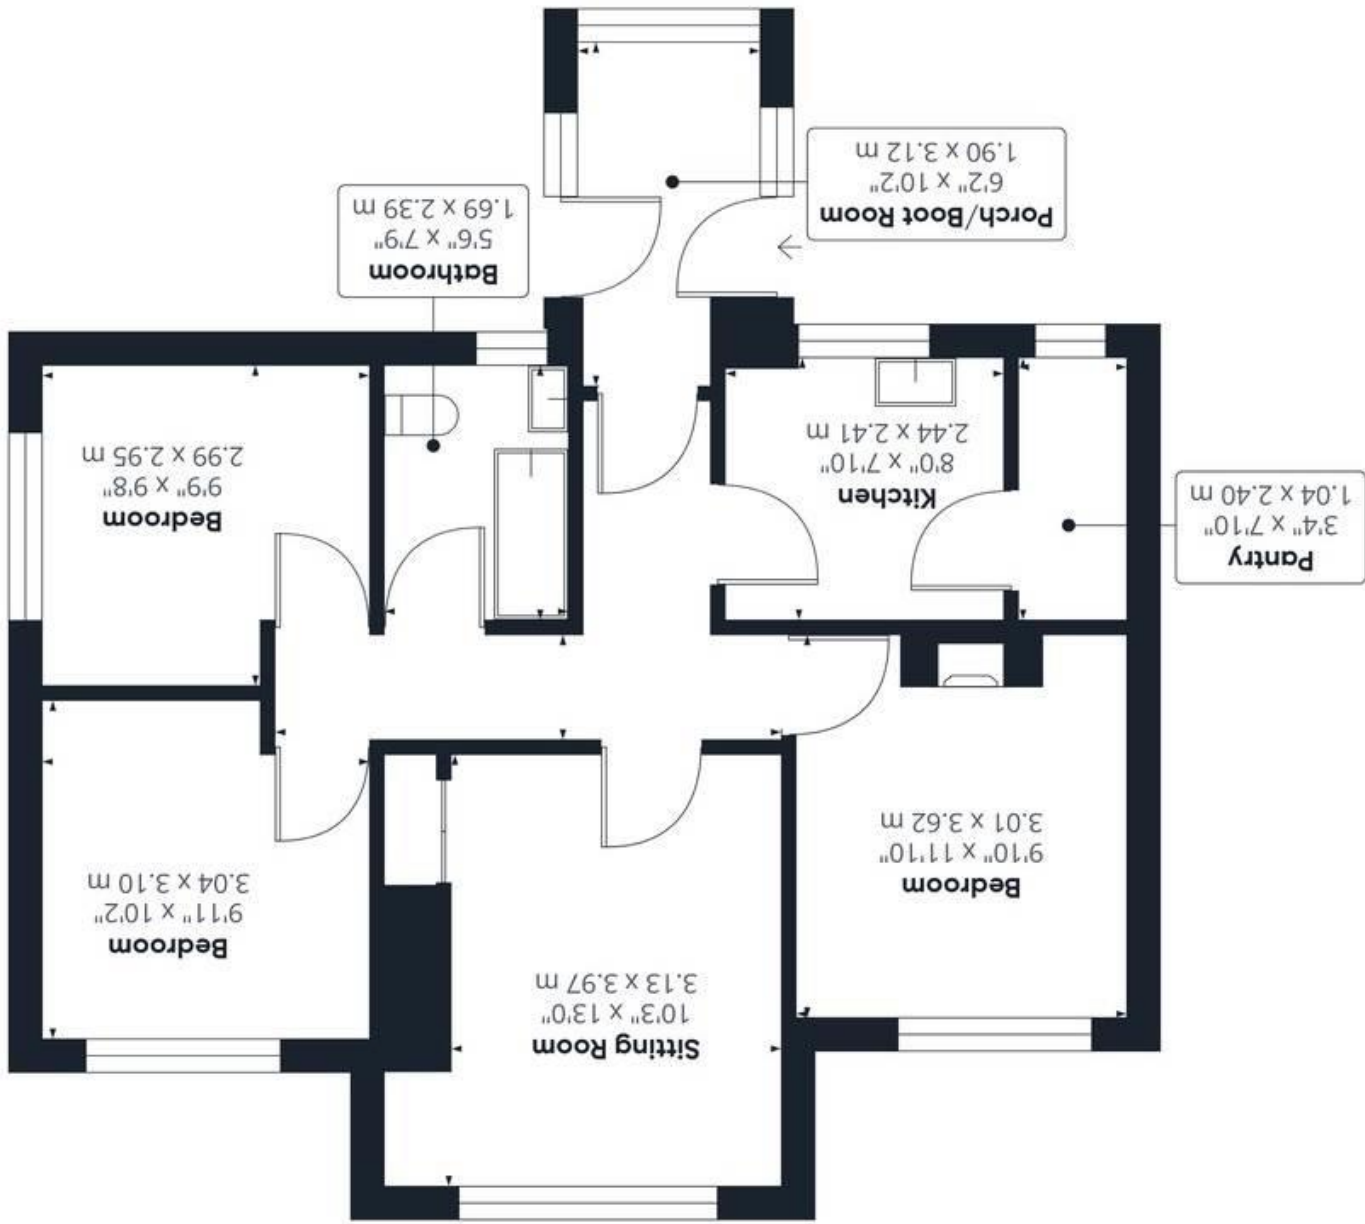 Sitting Room
10'3" x 13'0"
3.13 x 3.97 m
Bedroom
9'10" x 11'10"
3.01 x 3.62 m
Bedroom
9'11" x 10'2"
3.04 x 3.10 m
Pantry
3'4" x 7'10"
1.04 x 2.40 m
Kitchen
8'0" x 7'10"
2.44 x 2.41 m
Bedroom
9'9" x 9'8"
2.99 x 2.95 m
Bathroom
5'6" x 7'9"
1.69 x 2.39 m
Porch/Boot Room
6'2" x 10'2"
1.90 x 3.12 m